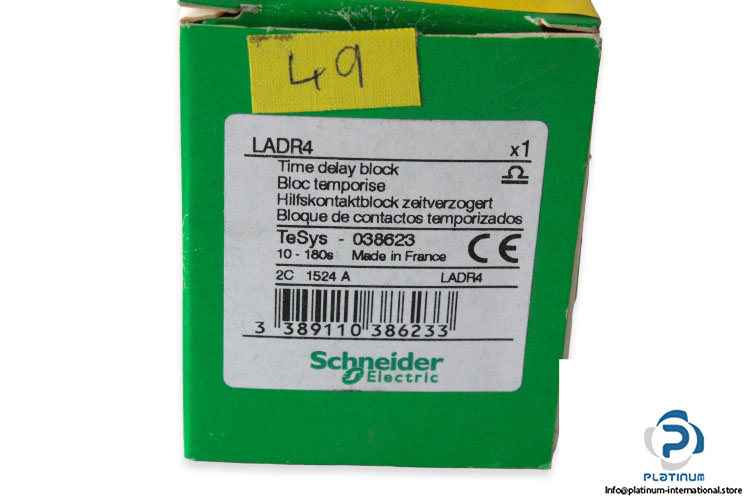 49
LADR4 x1
Time delay block
Bloc temporise
Hilfskontaktblock zeitverzogert
Bloque de contactos temporizados
TeSys - 038623 CE
10 - 180s Made in France
2C 1524 A LADR4
3 389110 386233
Schneider
Electric
P
PLATINUM
Info@platinum-international.store